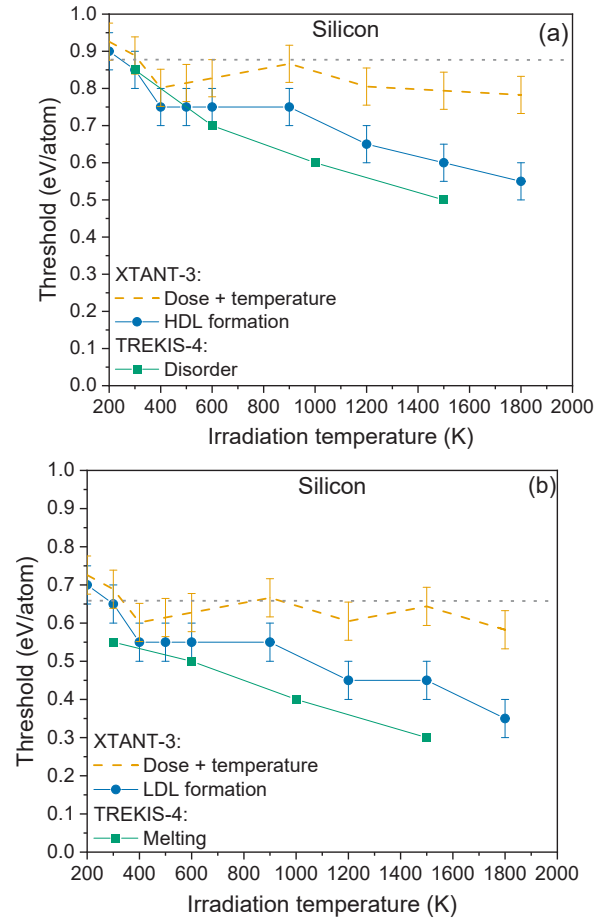 Silicon
(a)
1.0
0.9
0.8
0.7
0.6
0.5
0.4
0.3
0.2
0.1
0.0
Threshold (eV/atom)
XTANT-3:
Dose + temperature
HDL formation
TREKIS-4:
Disorder
200 400 600 800 1000 1200 1400 1600 1800 2000
Irradiation temperature (K)
Silicon
(b)
1.0
0.9
0.8
0.7
0.6
0.5
0.4
0.3
0.2
0.1
0.0
Threshold (eV/atom)
XTANT-3:
Dose + temperature
LDL formation
TREKIS-4:
Melting
200 400 600 800 1000 1200 1400 1600 1800 2000
Irradiation temperature (K)